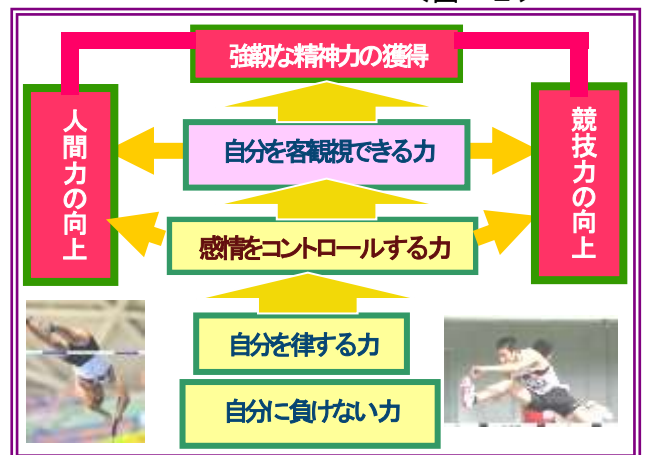 強靭な精神力の獲得
人間力の向上
自分を客観視できる力
競技力の向上
感情をコントロールする力
自分を律する力
自分に負けない力